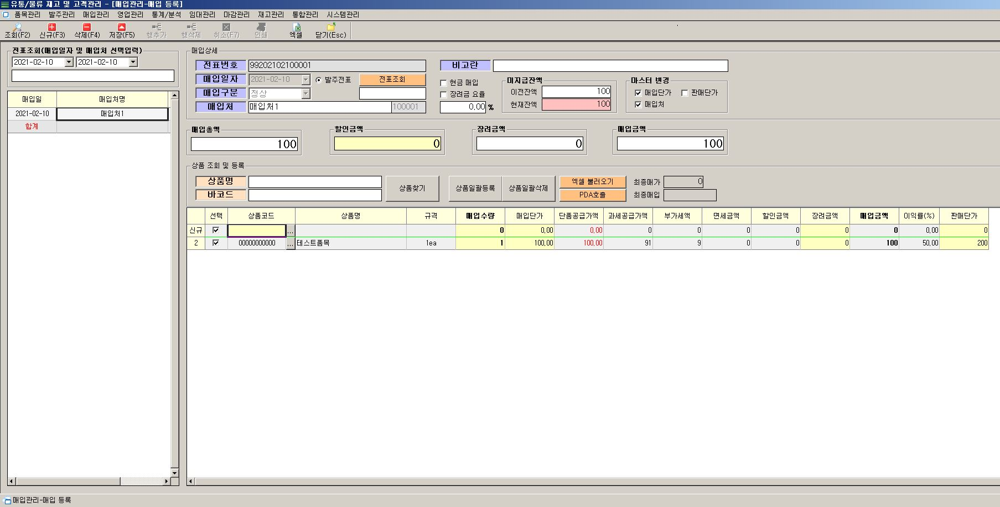 유통/물류 재고 및 고객관리 - [매입관리-매입 등록]
품목관리 발주관리 매입관리 영업관리 통계/분석 임대관리 마감관리 재고관리 통합관리 시스템관리
조회(F2) 신규(F3) 삭제(F4) 저장(F5) 행추가 행삭제 취소(F7) 인쇄 엑셀 닫기(Esc)
전표조회(매입일자 및 매입처 선택입력)
2021-02-10 2021-02-10
매입일 매입처명
2021-02-10 매입처1
합계
매입상세
전표번호 99202102100001 비고란
매입일자 2021-02-10 발주전표 전표조회
매입구분 정상
매입처 매입처1 100001
현금 매입
장려금 요율
0.00 %
미지급잔액
이전잔액 100
현재잔액 100
마스터 변경
매입단가 판매단가
매입처
매입총액 할인금액 장려금액 매입금액
100 0 0 100
상품 조회 및 등록
상품명
바코드
상품찾기 상품일괄등록 상품일괄삭제
엑셀 불러오기 최종매가 0
PDA호출 최종매입
선택 상품코드 상품명 규격 매입수량 매입단가 단품공급가액 과세공급가액 부가세액 면세금액 할인금액 장려금액 매입금액 이익률(%) 판매단가
신규 ... 0 0.00 0.00 0 0 0 0 0 0 0.00 0
2 00000000000 ... 테스트품목 1ea 1 100.00 100.00 91 9 0 0 0 100 50.00 200
매입관리-매입 등록